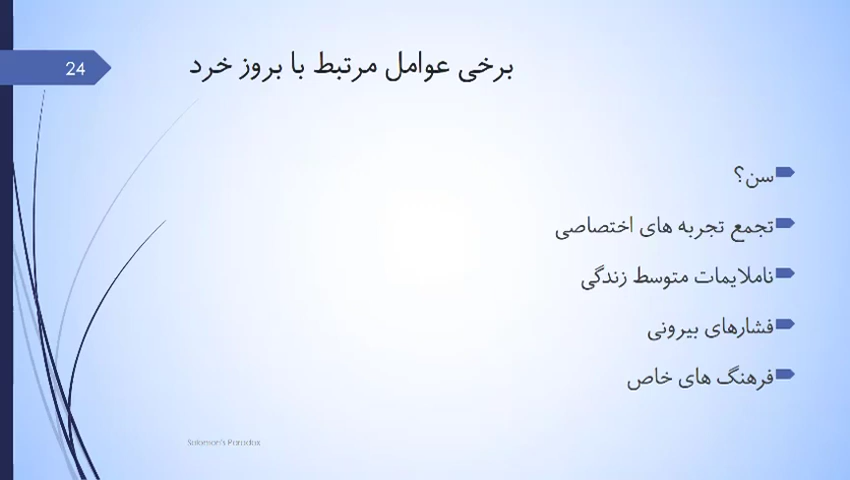 24
برخی عوامل مرتبط با بروز خرد
سن؟
تجمع تجربه های اختصاصی
ناملایمات متوسط زندگی
فشارهای بیرونی
فرهنگ های خاص
Solomon's Paradox